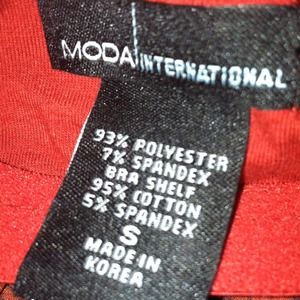 MODA INTERNATIONAL
93% POLYESTER
7% SPANDEX
BRA SHELF
95% COTTON
5% SPANDEX
S
MADE IN
KOREA